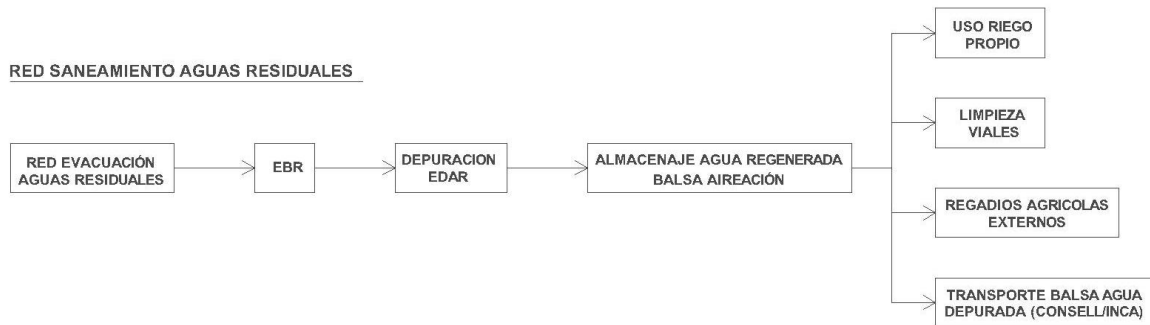 RED SANEAMIENTO AGUAS RESIDUALES
RED EVACUACIÓN
AGUAS RESIDUALES
EBR
DEPURACION
EDAR
ALMACENAJE AGUA REGENERADA
BALSA AIREACIÓN
USO RIEGO
PROPIO
LIMPIEZA
VIALES
REGADIOS AGRICOLAS
EXTERNOS
TRANSPORTE BALSA AGUA
DEPURADA (CONSELL/INCA)